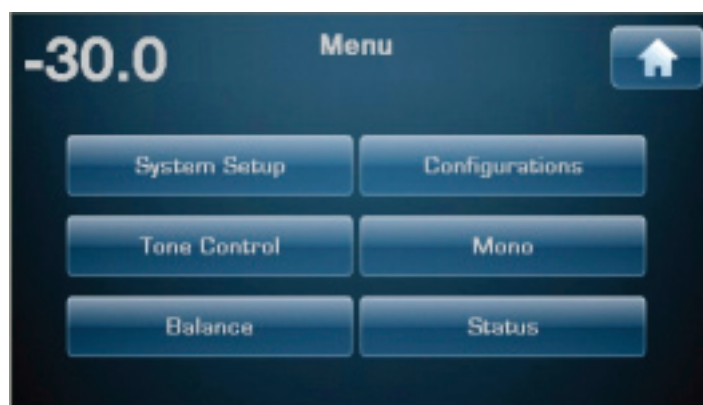 -30.0 Menu
System Setup Configurations
Tone Control Mono
Balance Status